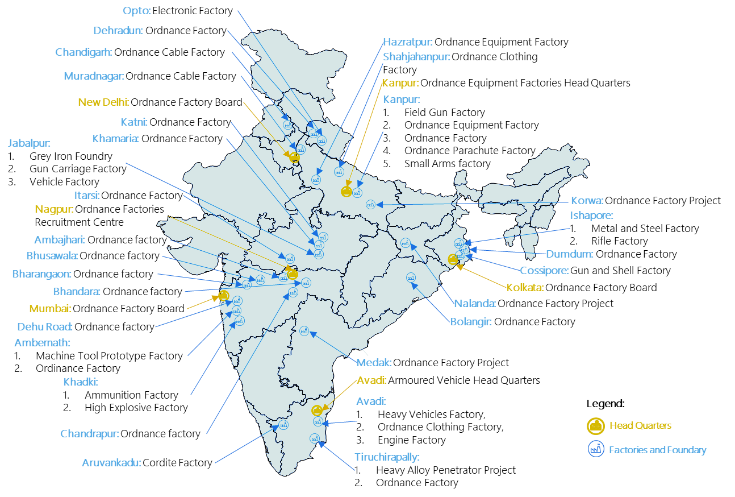 Opto: Electronic Factory
Dehradun: Ordnance Factory
Chandigarh: Ordnance Cable Factory
Muradnagar: Ordnance Cable Factory
New Delhi: Ordnance Factory Board
Katni: Ordnance Factory
Khamaria: Ordnance Factory
Jabalpur:
1. Grey Iron Foundry
2. Gun Carriage Factory
3. Vehicle Factory
Itarsi: Ordnance Factory
Nagpur: Ordnance Factories
Recruitment Centre
Ambajhari: Ordnance factory
Bhusawala: Ordnance factory
Bharangaon: Ordnance factory
Bhandara: Ordnance factory
Mumbai: Ordnance Factory Board
Dehu Road: Ordnance factory
Ambernath:
1. Machine Tool Prototype Factory
2. Ordinance Factory
Khadki:
1. Ammunition Factory
2. High Explosive Factory
Chandrapur: Ordnance factory
Aruvankadu: Cordite Factory
Hazratpur: Ordnance Equipment Factory
Shahjahanpur: Ordnance Clothing
Factory
Kanpur: Ordnance Equipment Factories Head Quarters
Kanpur:
1. Field Gun Factory
2. Ordnance Equipment Factory
3. Ordnance Factory
4. Ordnance Parachute Factory
5. Small Arms factory
Korwa: Ordnance Factory Project
Ishapore:
1. Metal and Steel Factory
2. Rifle Factory
Dumdum: Ordnance Factory
Cossipore: Gun and Shell Factory
Kolkata: Ordnance Factory Board
Nalanda: Ordnance Factory Project
Bolangir: Ordnance Factory
Medak: Ordnance Factory Project
Avadi: Armoured Vehicle Head Quarters
Avadi:
1. Heavy Vehicles Factory,
2. Ordnance Clothing Factory,
3. Engine Factory
Tiruchirapally:
1. Heavy Alloy Penetrator Project
2. Ordnance Factory
Legend:
Head Quarters
Factories and Foundary